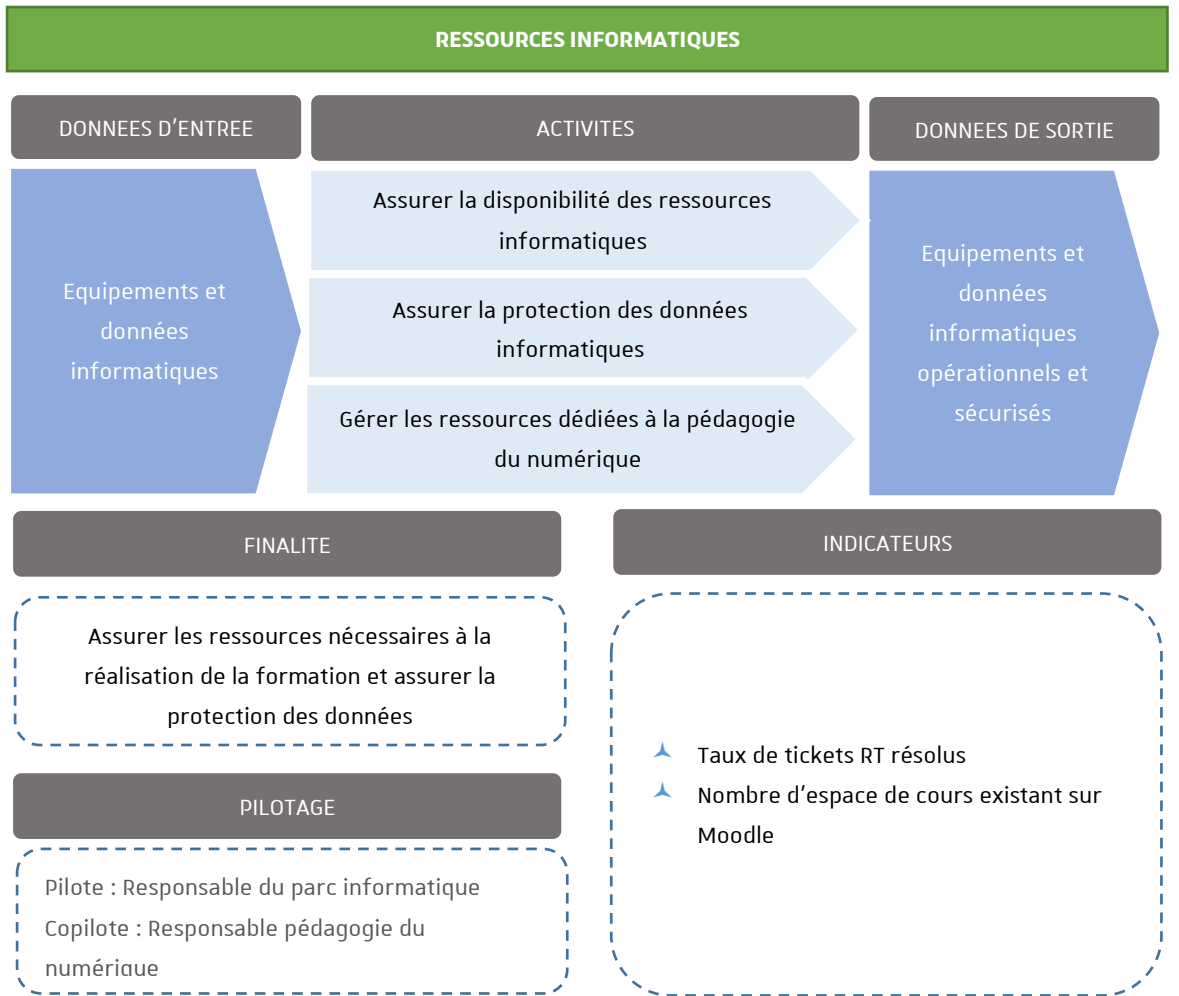 RESSOURCES INFORMATIQUES
DONNEES D'ENTREE
ACTIVITES
DONNEES DE SORTIE
Equipements et
données
informatiques
Assurer la disponibilité des ressources
informatiques
Assurer la protection des données
informatiques
Gérer les ressources dédiées à la pédagogie
du numérique
Equipements et
données
informatiques
opérationnels et
sécurisés
FINALITE
Assurer les ressources nécessaires à la
réalisation de la formation et assurer la
protection des données
PILOTAGE
Pilote : Responsable du parc informatique
Copilote : Responsable pédagogie du
numérique
INDICATEURS
Taux de tickets RT résolus
Nombre d'espace de cours existant sur
Moodle